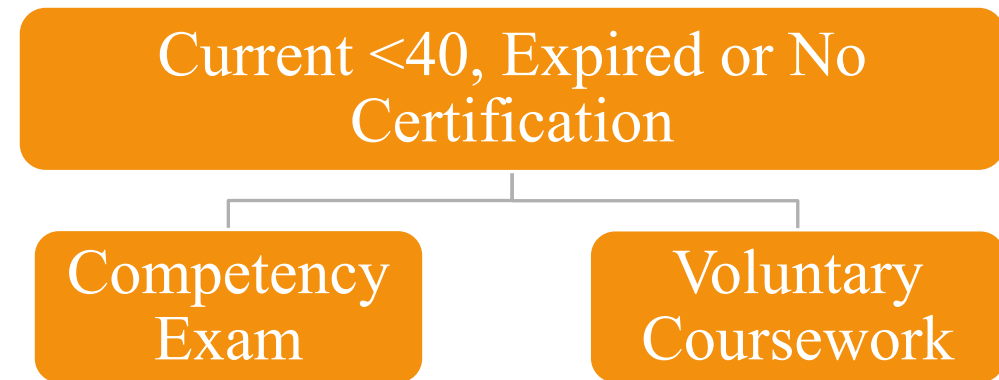 Current <40, Expired or No
Certification
Competency
Exam
Voluntary
Coursework